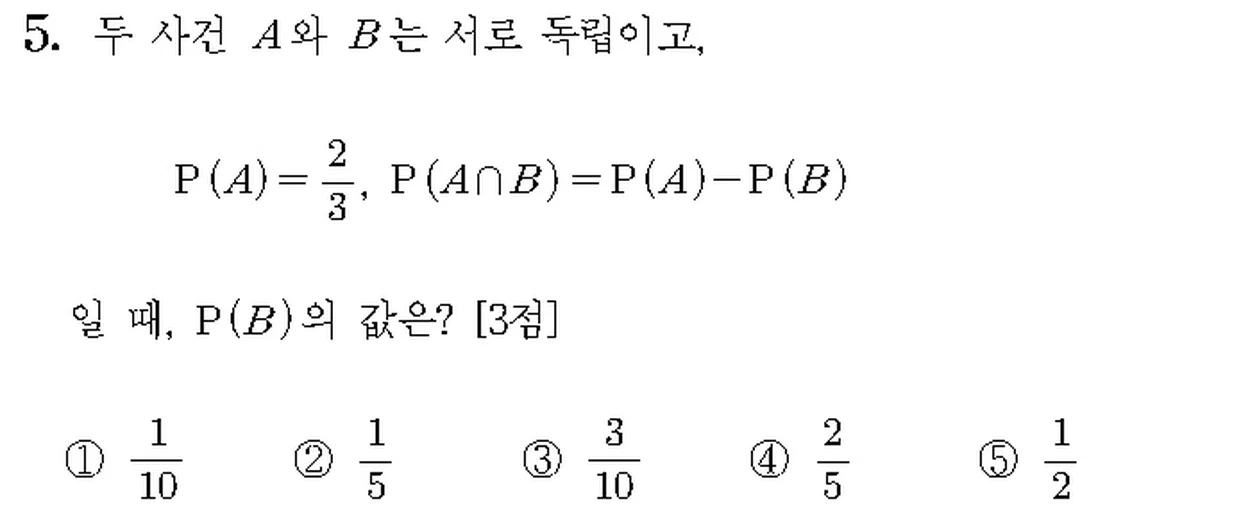 5. 두 사건 A와 B는 서로 독립이고,
P(A)=2/3, P(A∩B)=P(A)−P(B)
일 때, P(B)의 값은? [3점]
① 1/10 ② 1/5 ③ 3/10 ④ 2/5 ⑤ 1/2